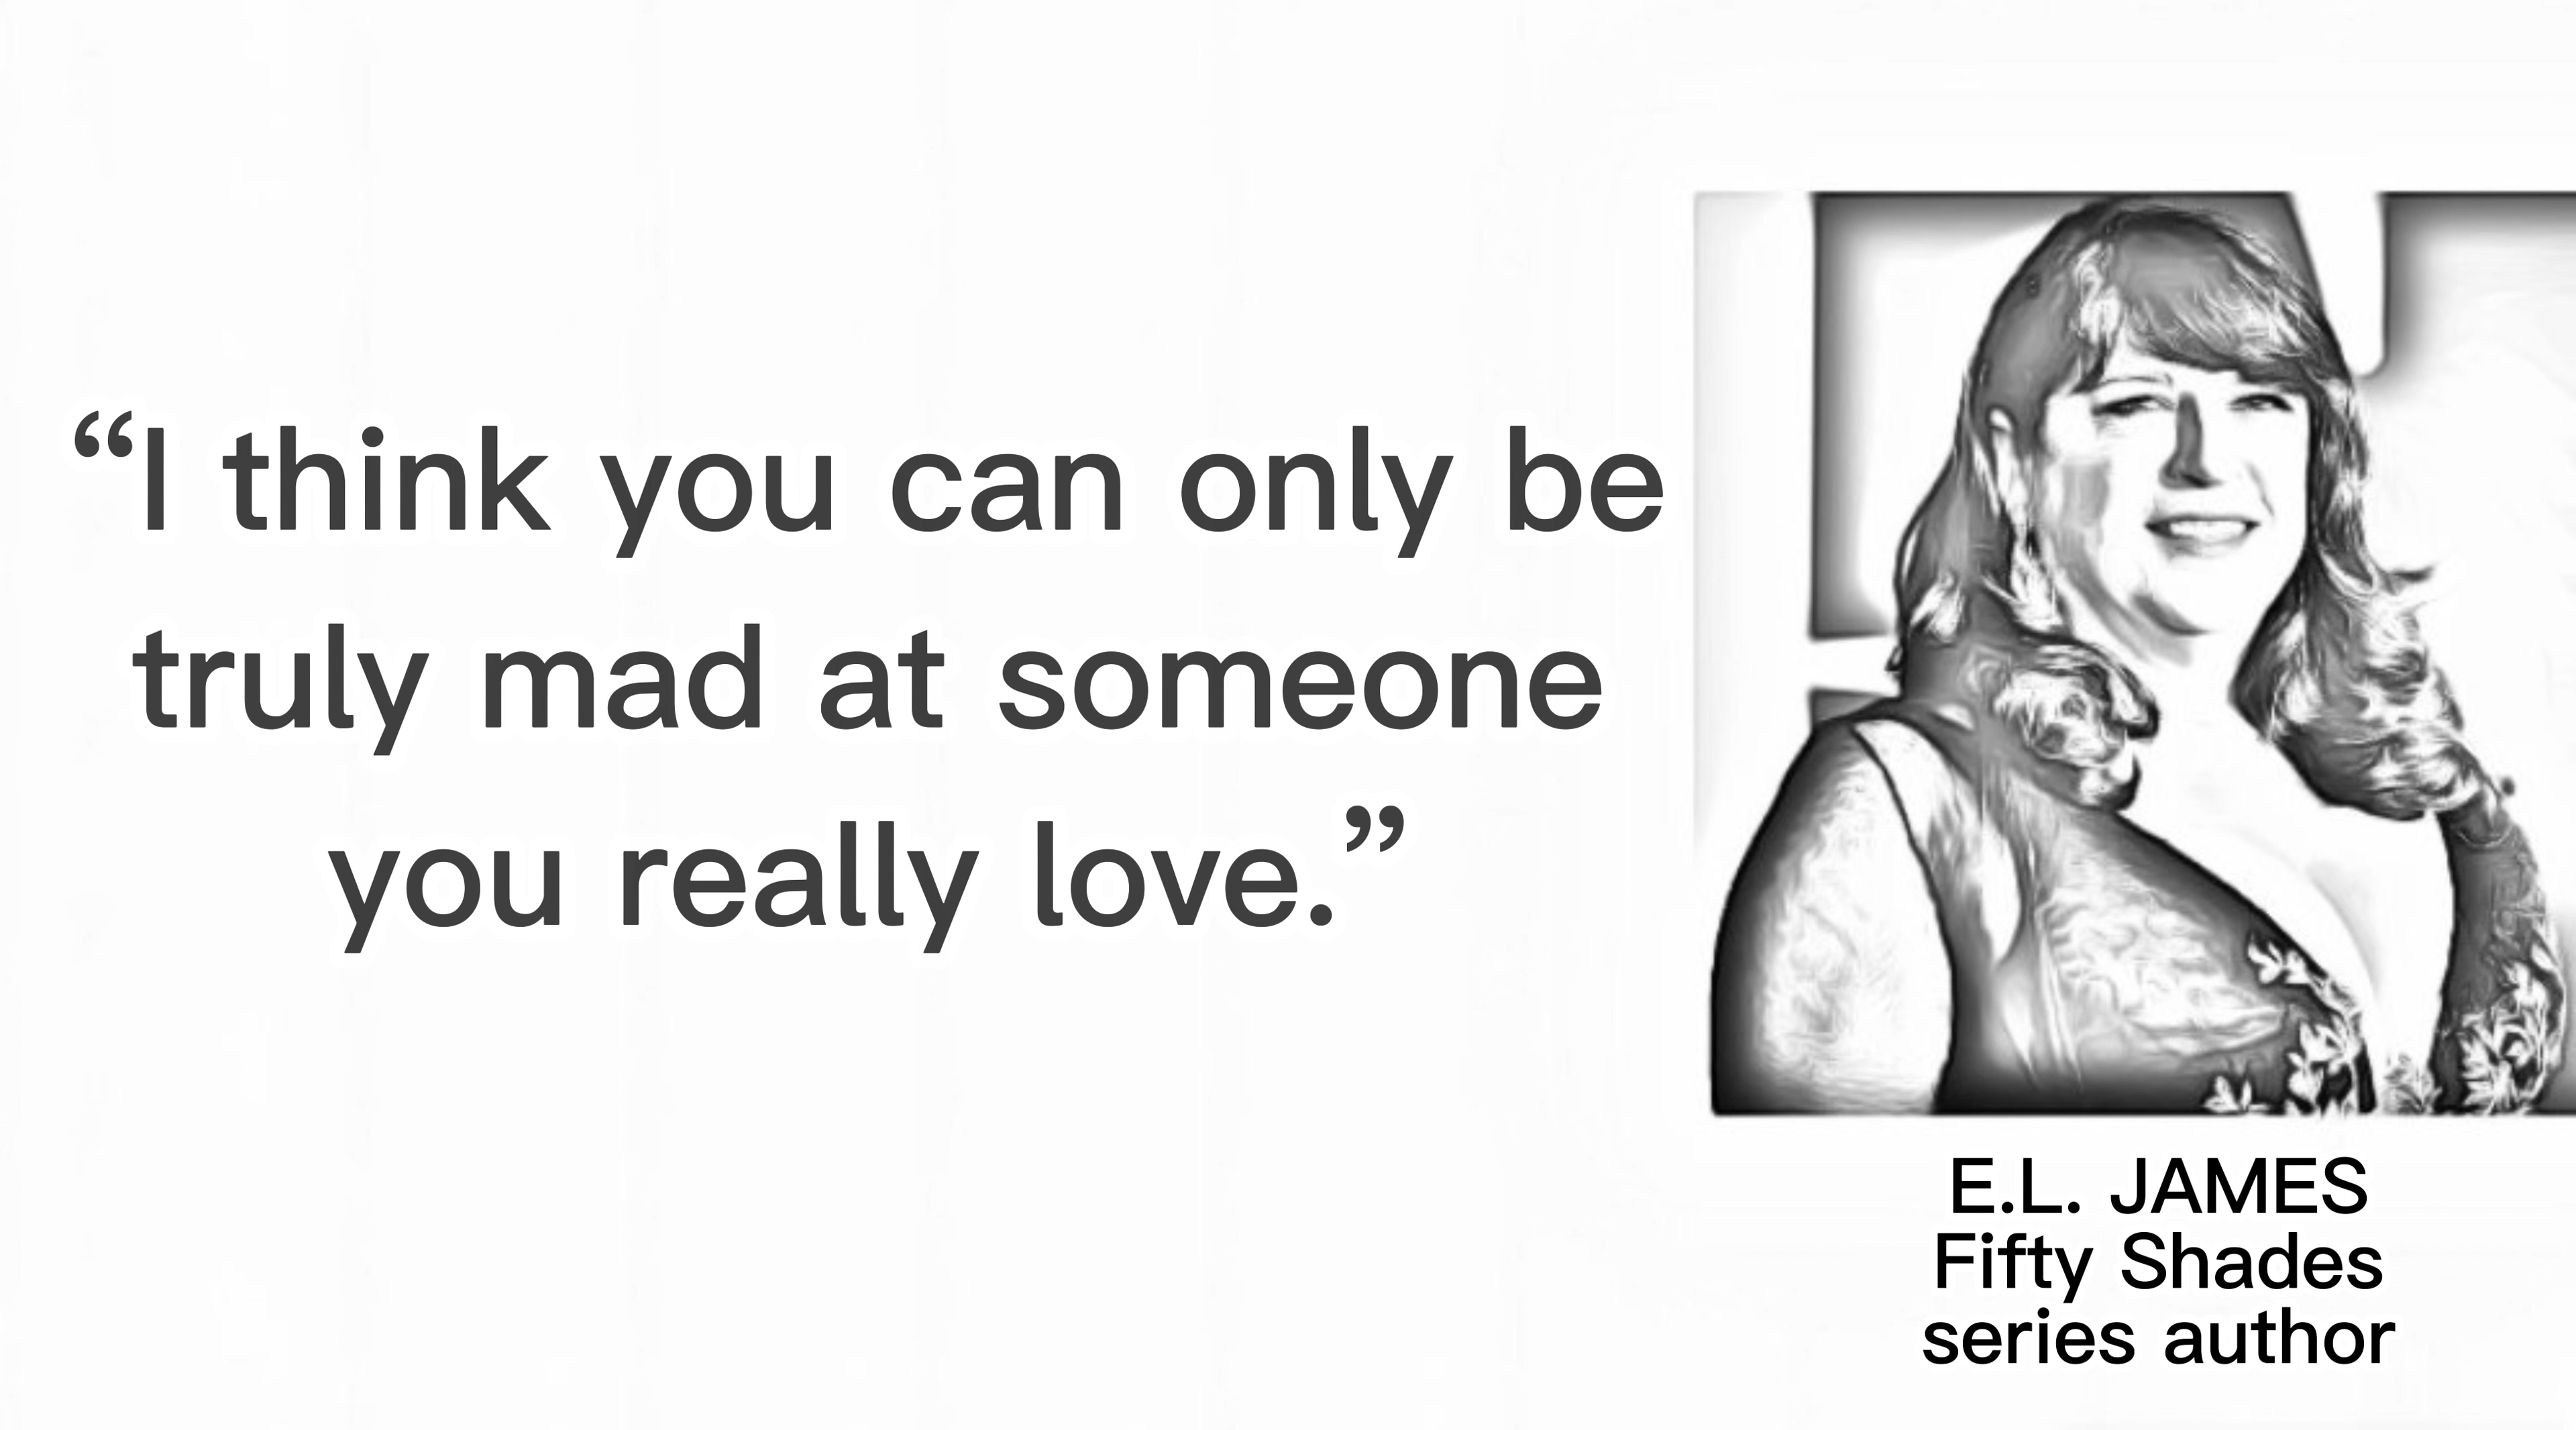 “I think you can only be
truly mad at someone
you really love.”
E.L. JAMES
Fifty Shades
series author